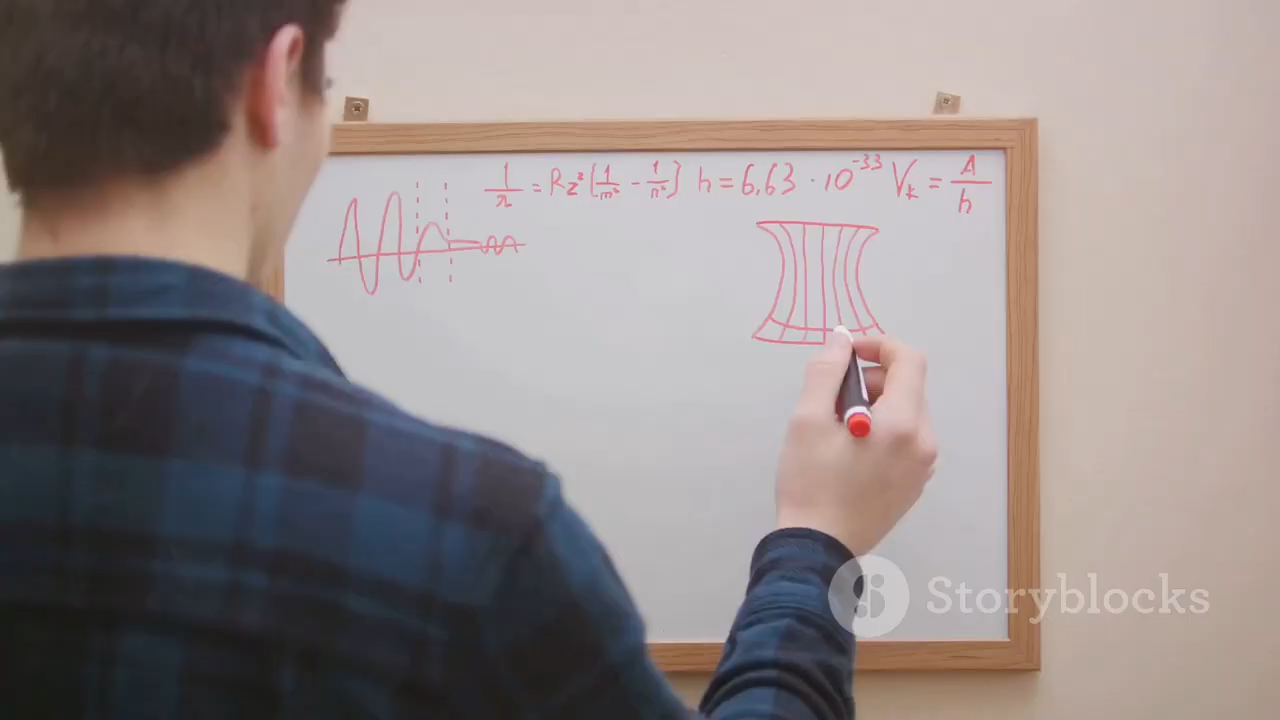 1/λ = Rz²(1/m² - 1/n²) h = 6,63 · 10⁻³³ Vₖ = A/h
Storyblocks